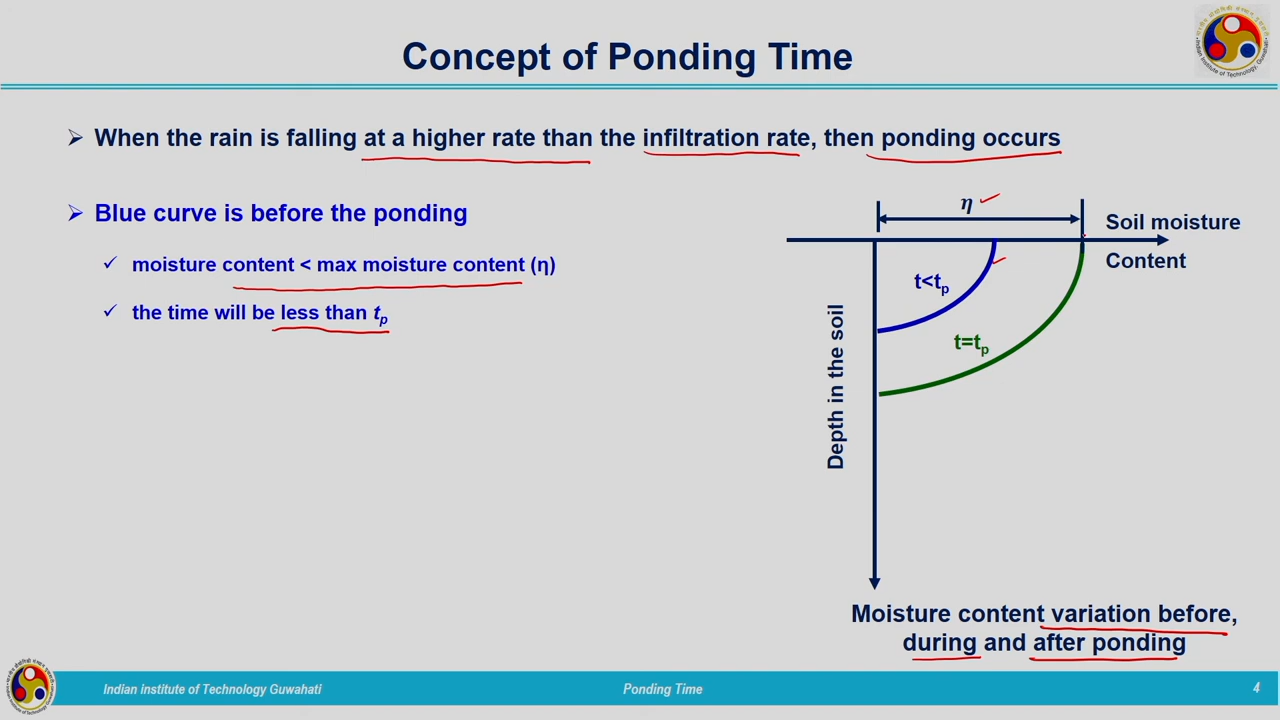 Concept of Ponding Time
➢ When the rain is falling at a higher rate than the infiltration rate, then ponding occurs
➢ Blue curve is before the ponding
✓ moisture content < max moisture content (η)
✓ the time will be less than tp
η
Soil moisture
Content
t<tp
t=tp
Depth in the soil
Moisture content variation before,
during and after ponding
Indian institute of Technology Guwahati
Ponding Time
4